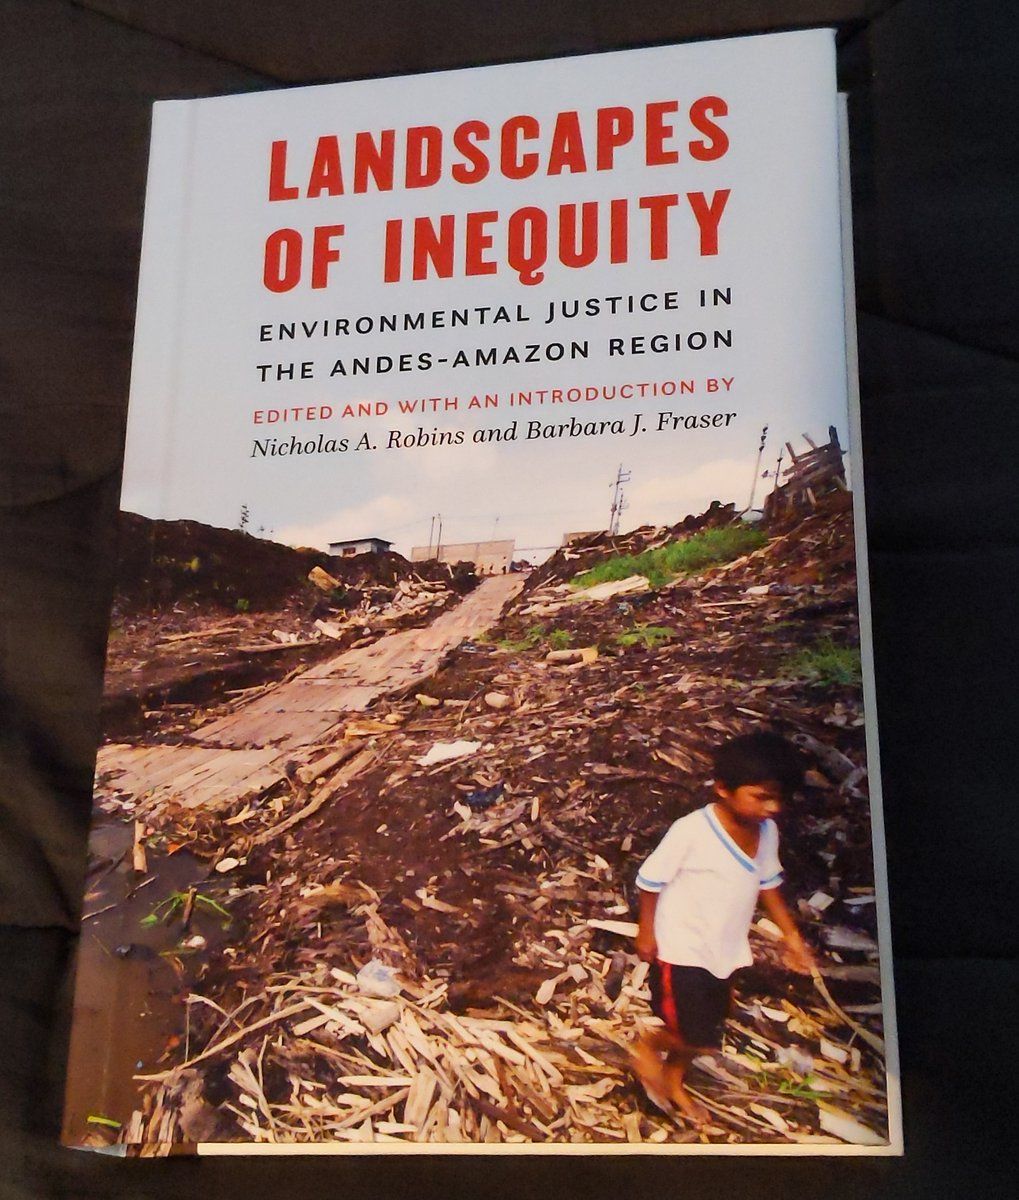 LANDSCAPES
OF INEQUITY
ENVIRONMENTAL JUSTICE IN
THE ANDES-AMAZON REGION
EDITED AND WITH AN INTRODUCTION BY
Nicholas A. Robins and Barbara J. Fraser